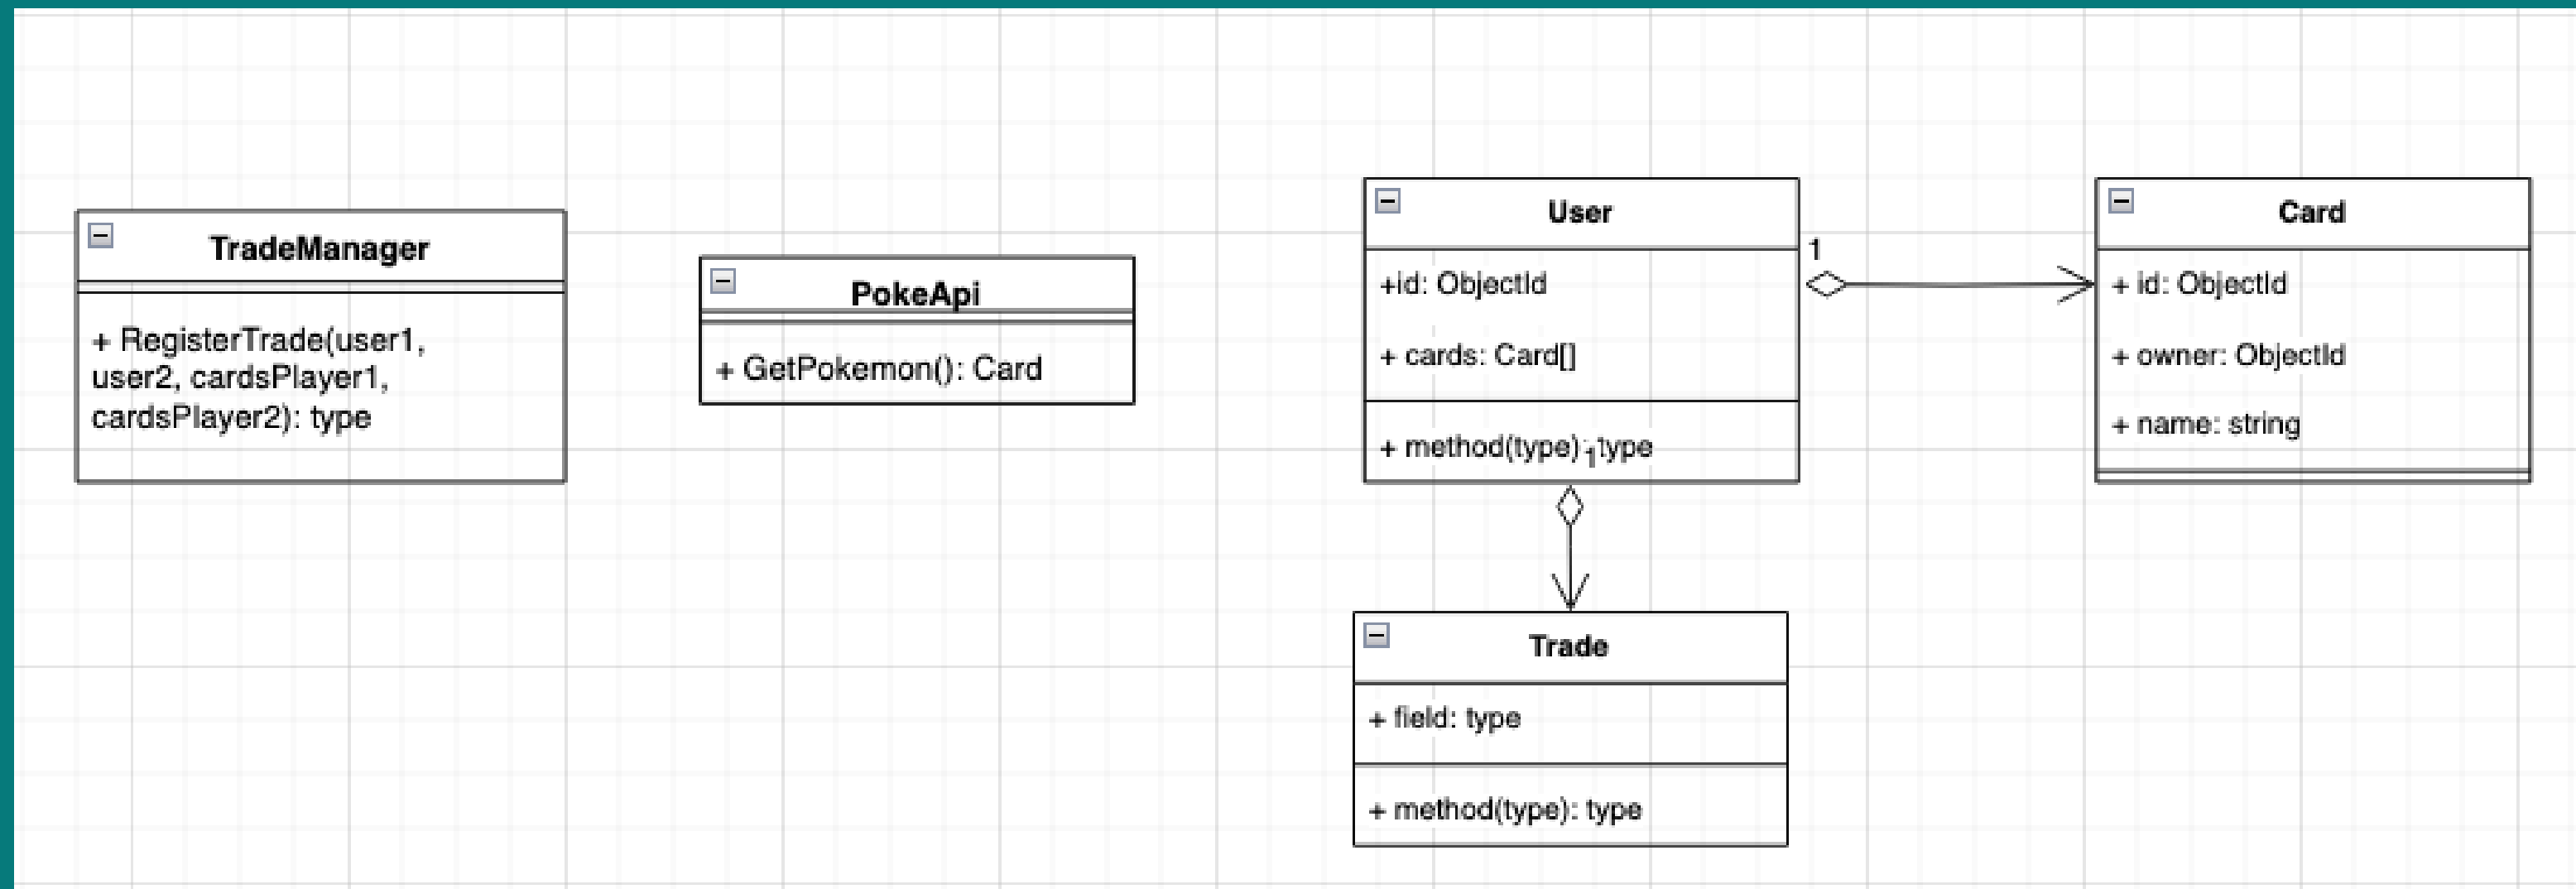 TradeManager
+ RegisterTrade(user1,
user2, cardsPlayer1,
cardsPlayer2): type
PokeApi
+ GetPokemon(): Card
User
+id: ObjectId
+ cards: Card[]
+ method(type): type
1
1
Card
+ id: ObjectId
+ owner: ObjectId
+ name: string
Trade
+ field: type
+ method(type): type